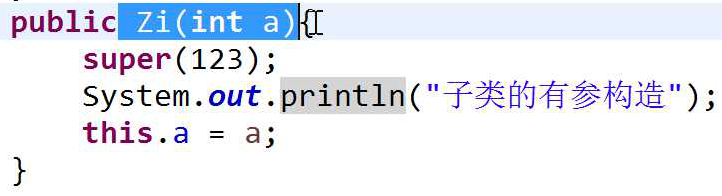 public Zi(int a){
super(123);
System.out.println("子类的有参构造");
this.a = a;
}